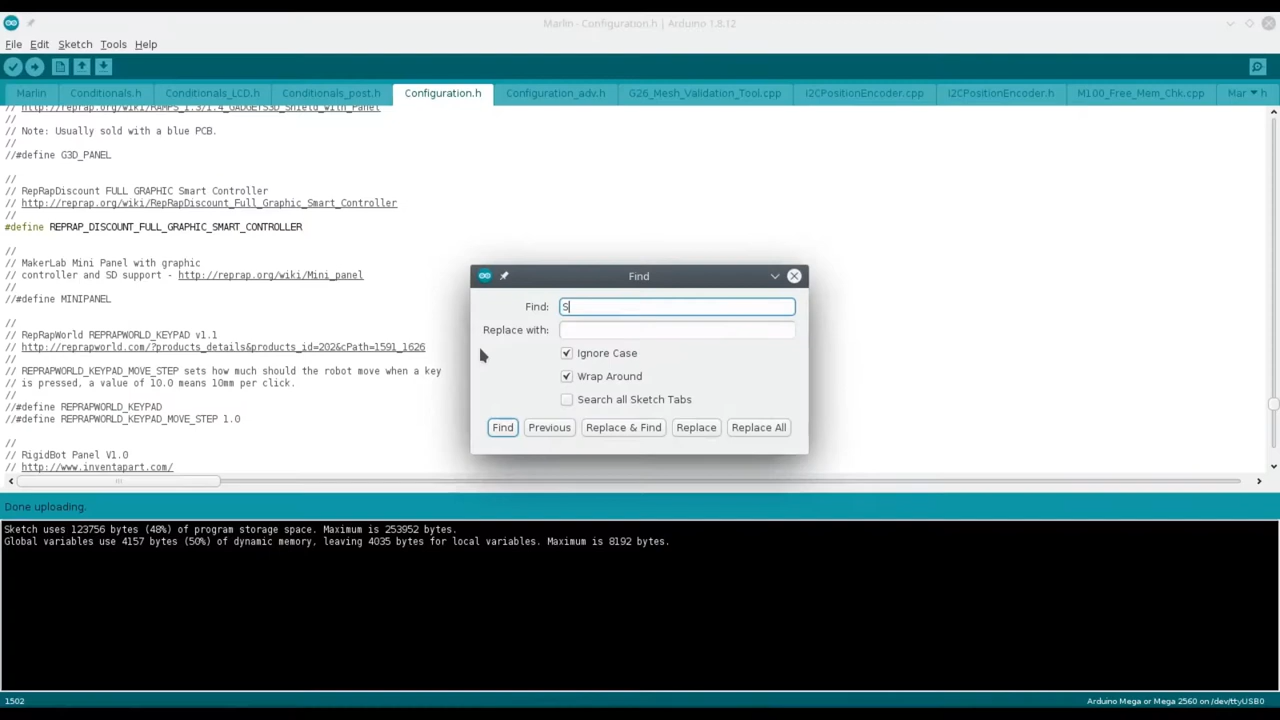 Marlin - Configuration.h | Arduino 1.8.12
File Edit Sketch Tools Help
Marlin Conditionals.h Conditionals_LCD.h Conditionals_post.h Configuration.h Configuration_adv.h G26_Mesh_Validation_Tool.cpp I2CPositionEncoder.cpp I2CPositionEncoder.h M100_Free_Mem_Chk.cpp Mar h
// http://reprap.org/wiki/RAMPS_1.3/1.4_GADGETS3D_Shield_with_Panel
//
// Note: Usually sold with a blue PCB.
//
//#define G3D_PANEL
//
// RepRapDiscount FULL GRAPHIC Smart Controller
// http://reprap.org/wiki/RepRapDiscount_Full_Graphic_Smart_Controller
//
#define REPRAP_DISCOUNT_FULL_GRAPHIC_SMART_CONTROLLER
//
// MakerLab Mini Panel with graphic
// controller and SD support - http://reprap.org/wiki/Mini_panel
//
//#define MINIPANEL
//
// RepRapWorld REPRAPWORLD_KEYPAD v1.1
// http://reprapworld.com/?products_details&products_id=202&cPath=1591_1626
//
// REPRAPWORLD_KEYPAD_MOVE_STEP sets how much should the robot move when a key
// is pressed, a value of 10.0 means 10mm per click.
//
//#define REPRAPWORLD_KEYPAD
//#define REPRAPWORLD_KEYPAD_MOVE_STEP 1.0
//
// RigidBot Panel V1.0
// http://www.inventapart.com/
Find
Find: S
Replace with:
Ignore Case
Wrap Around
Search all Sketch Tabs
Find Previous Replace & Find Replace Replace All
Done uploading.
Sketch uses 123756 bytes (48%) of program storage space. Maximum is 253952 bytes.
Global variables use 4157 bytes (50%) of dynamic memory, leaving 4035 bytes for local variables. Maximum is 8192 bytes.
1502 Arduino Mega or Mega 2560 on /dev/ttyUSB0